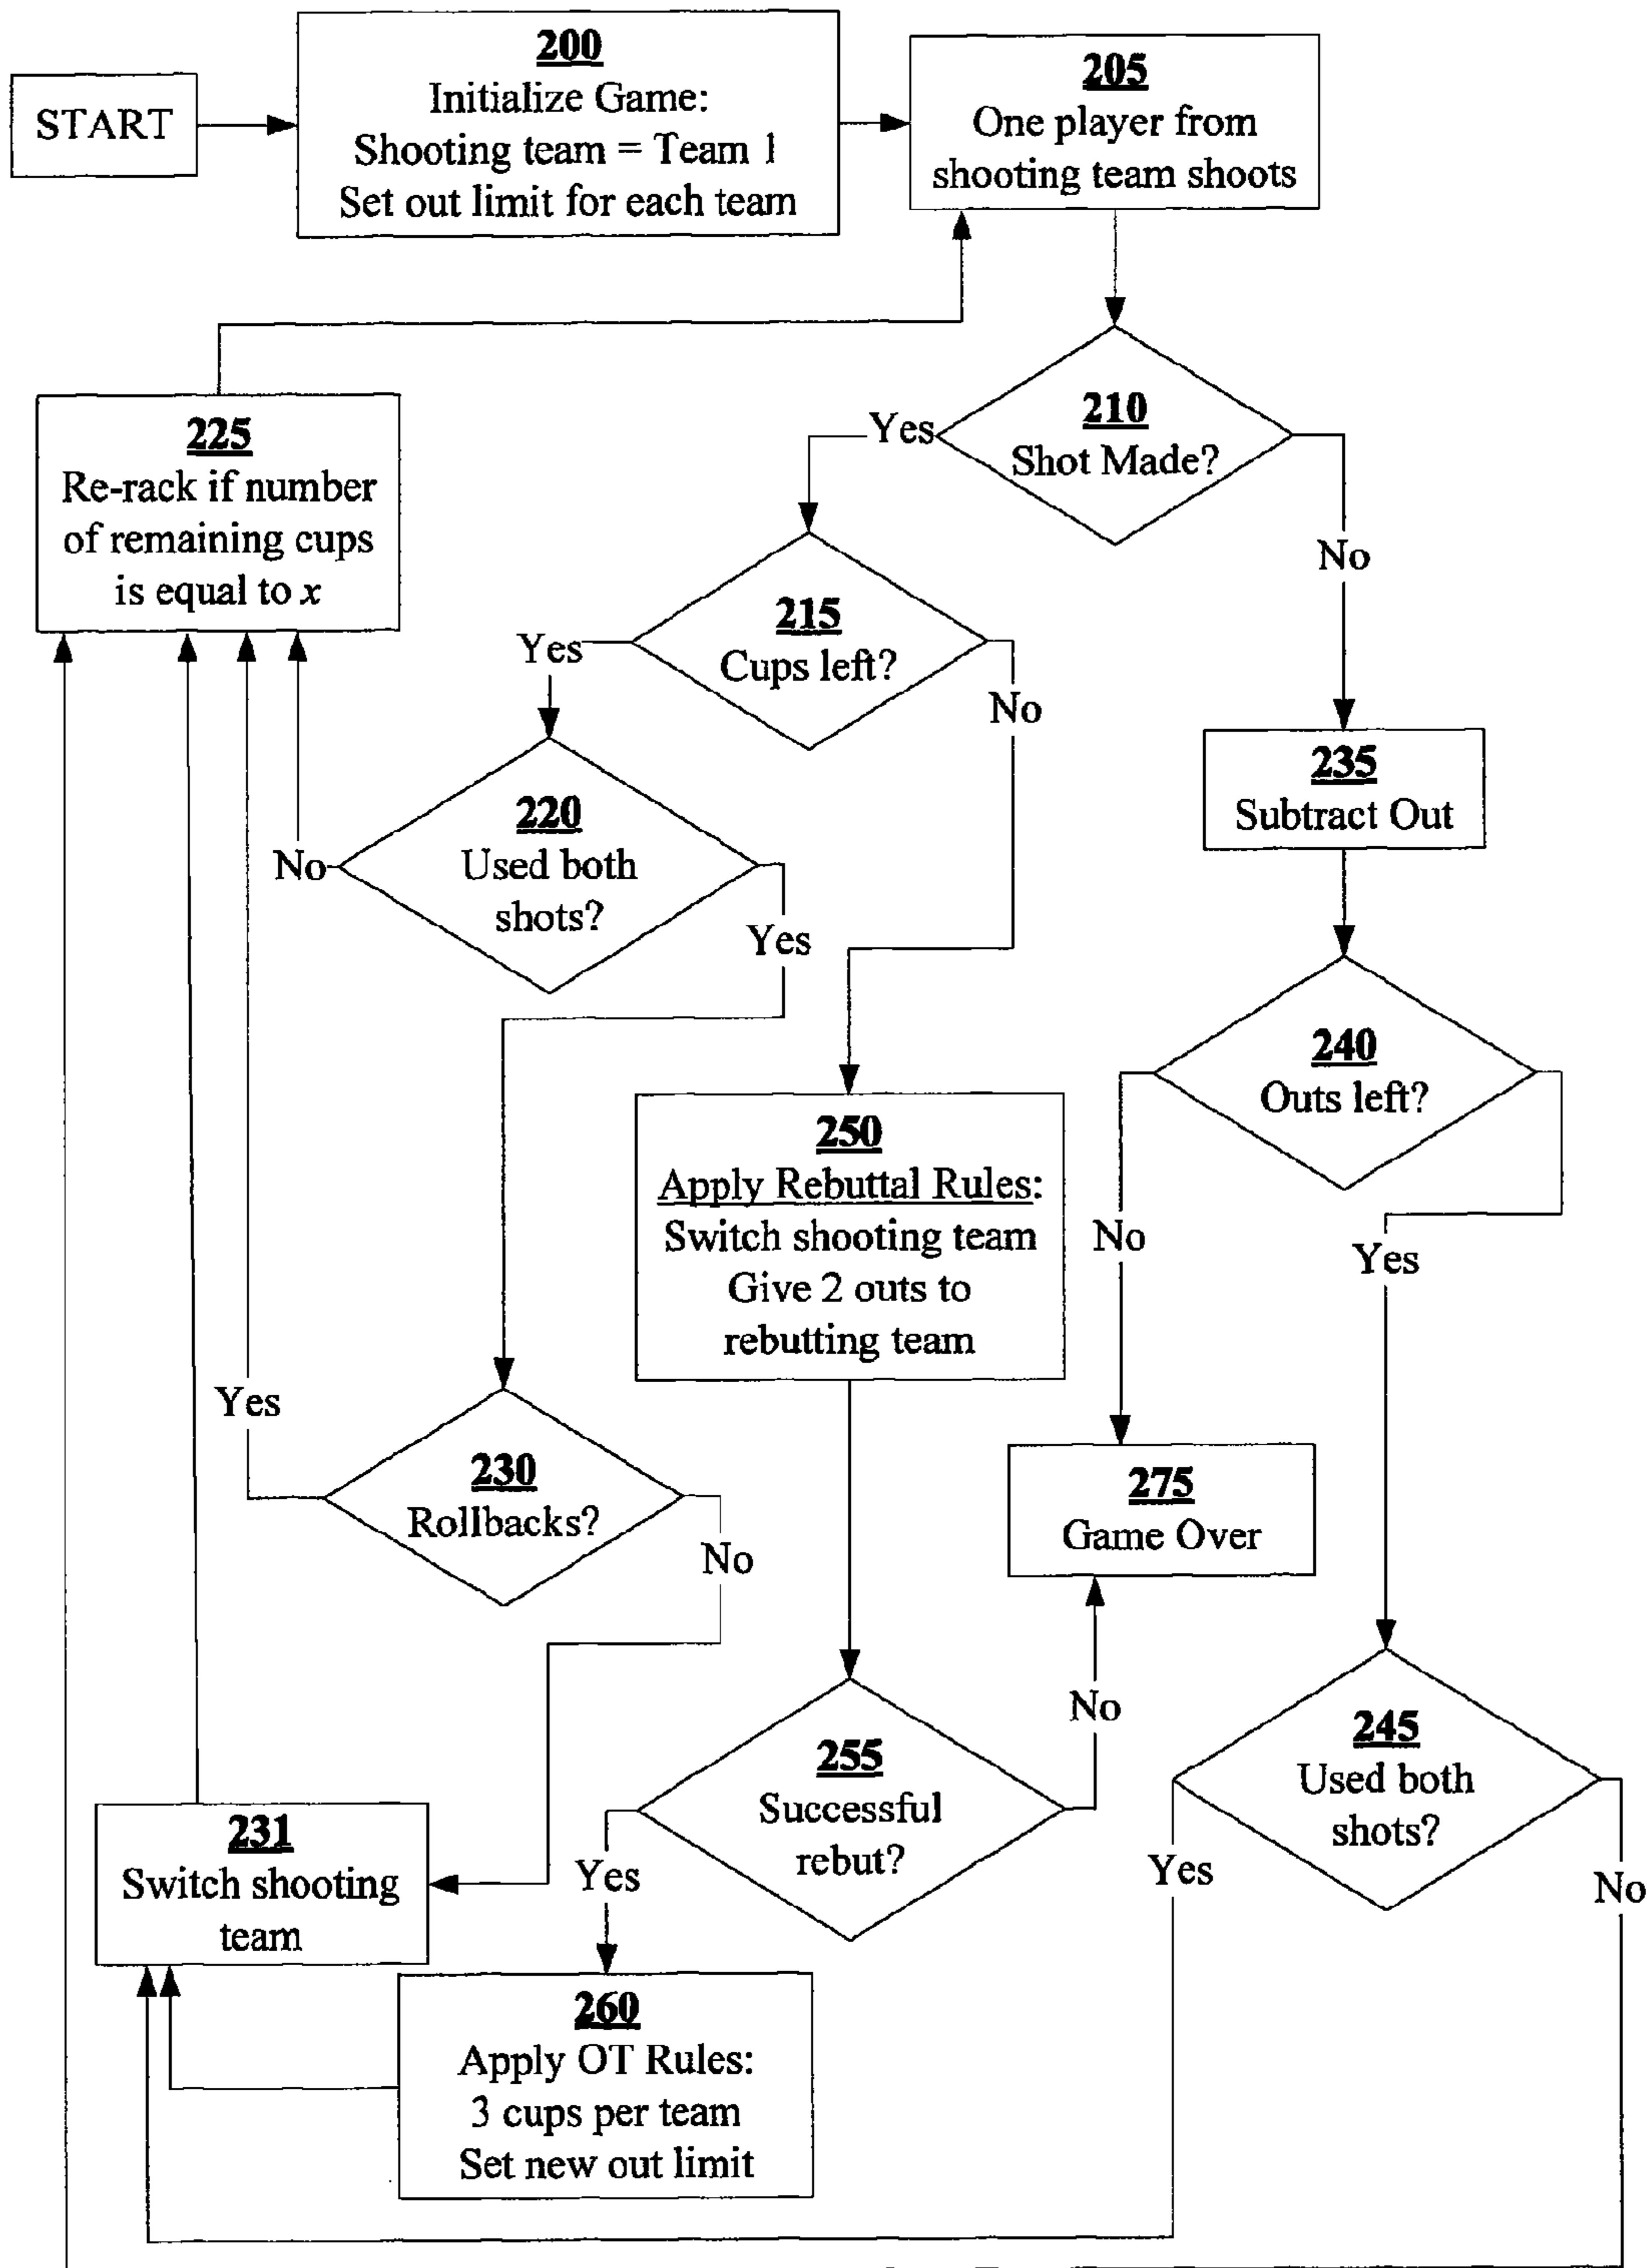 START
200
Initialize Game:
Shooting team = Team 1
Set out limit for each team
205
One player from
shooting team shoots
210
Shot Made?
Yes
No
225
Re-rack if number
of remaining cups
is equal to x
215
Cups left?
Yes
No
220
Used both
shots?
No
Yes
235
Subtract Out
240
Outs left?
No
Yes
250
Apply Rebuttal Rules:
Switch shooting team
Give 2 outs to
rebutting team
230
Rollbacks?
Yes
No
275
Game Over
255
Successful
rebut?
Yes
No
245
Used both
shots?
Yes
No
231
Switch shooting
team
260
Apply OT Rules:
3 cups per team
Set new out limit